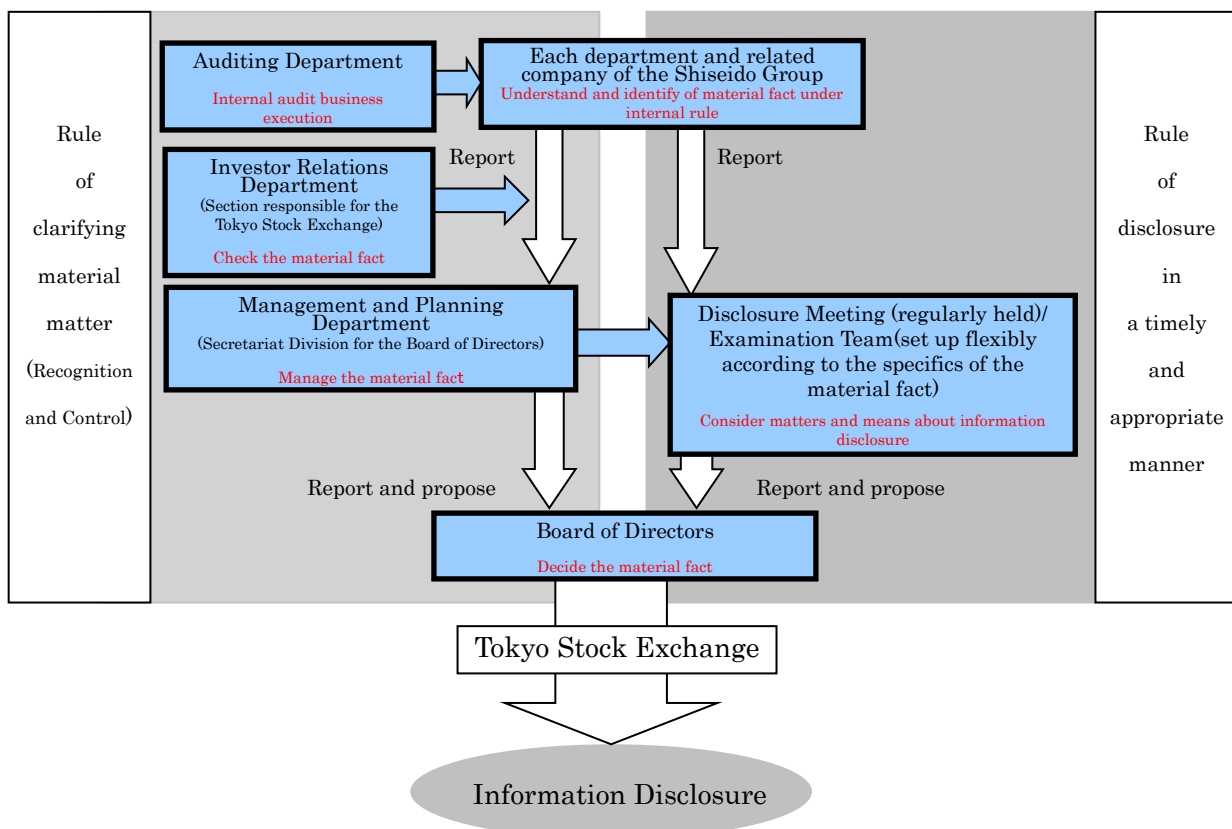 Rule
of
clarifying
material
matter
(Recognition
and Control)
Auditing Department
Internal audit business
execution
Each department and related
company of the Shiseido Group
Understand and identify of material fact under
internal rule
Report
Report
Investor Relations
Department
(Section responsible for the
Tokyo Stock Exchange)
Check the material fact
Management and Planning
Department
(Secretariat Division for the Board of Directors)
Manage the material fact
Disclosure Meeting (regularly held)/
Examination Team(set up flexibly
according to the specifics of the
material fact)
Consider matters and means about information
disclosure
Report and propose
Report and propose
Board of Directors
Decide the material fact
Tokyo Stock Exchange
Information Disclosure
Rule
of
disclosure
in
a timely
and
appropriate
manner